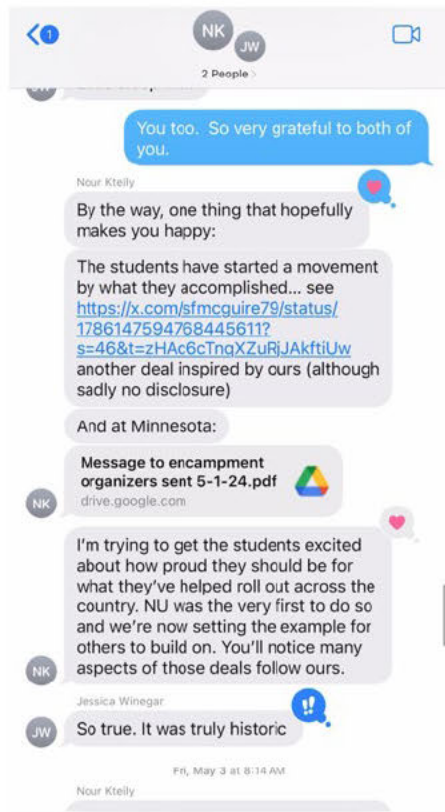 1
NK
JW
2 People
JW
You too. So very grateful to both of
you.
Nour Kteily
By the way, one thing that hopefully
makes you happy:
The students have started a movement
by what they accomplished... see
https://x.com/sfmcguire79/status/
1786147594768445611?
s=46&t=zHAc6cTnqXZuRjJAkftiUw
another deal inspired by ours (although
sadly no disclosure)
And at Minnesota:
Message to encampment
organizers sent 5-1-24.pdf
drive.google.com
NK
I'm trying to get the students excited
about how proud they should be for
what they've helped roll out across the
country. NU was the very first to do so
and we're now setting the example for
others to build on. You'll notice many
aspects of those deals follow ours.
NK
Jessica Winegar
!!
So true. It was truly historic
JW
Fri, May 3 at 8:14 AM
Nour Kteily